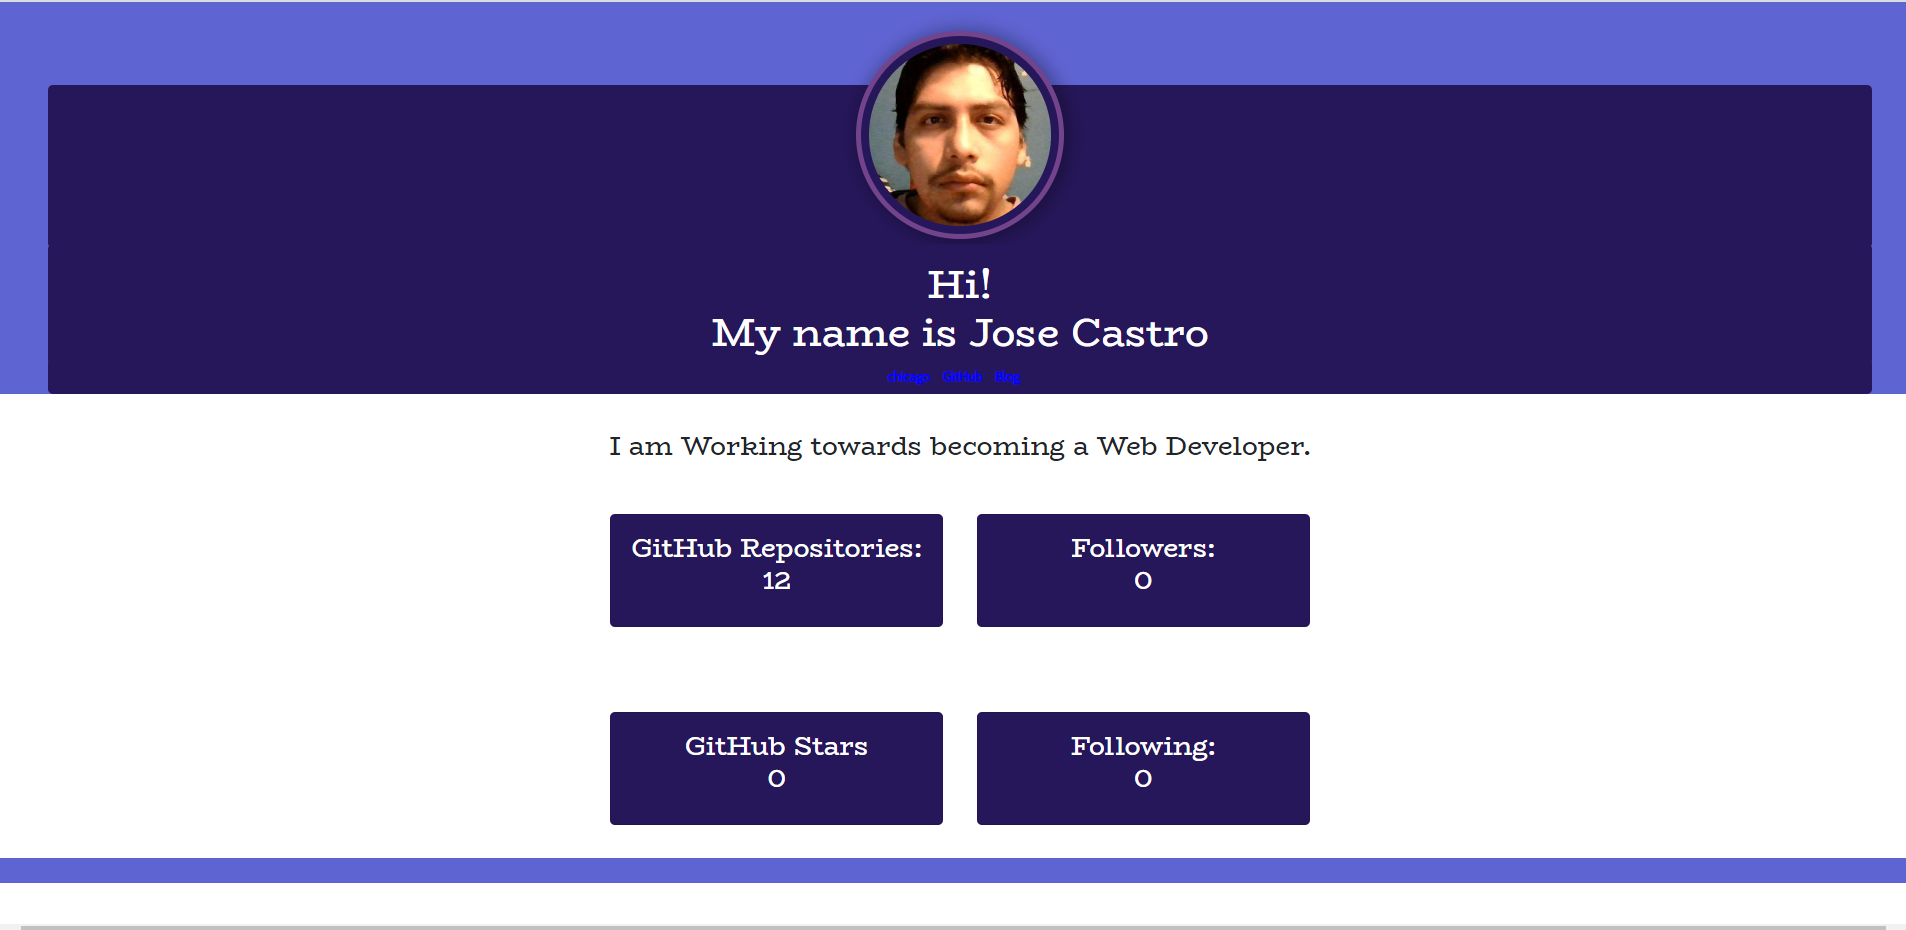 Hi!
My name is Jose Castro
chicago GitHub Blog
I am Working towards becoming a Web Developer.
GitHub Repositories:
12
Followers:
0
GitHub Stars
0
Following:
0